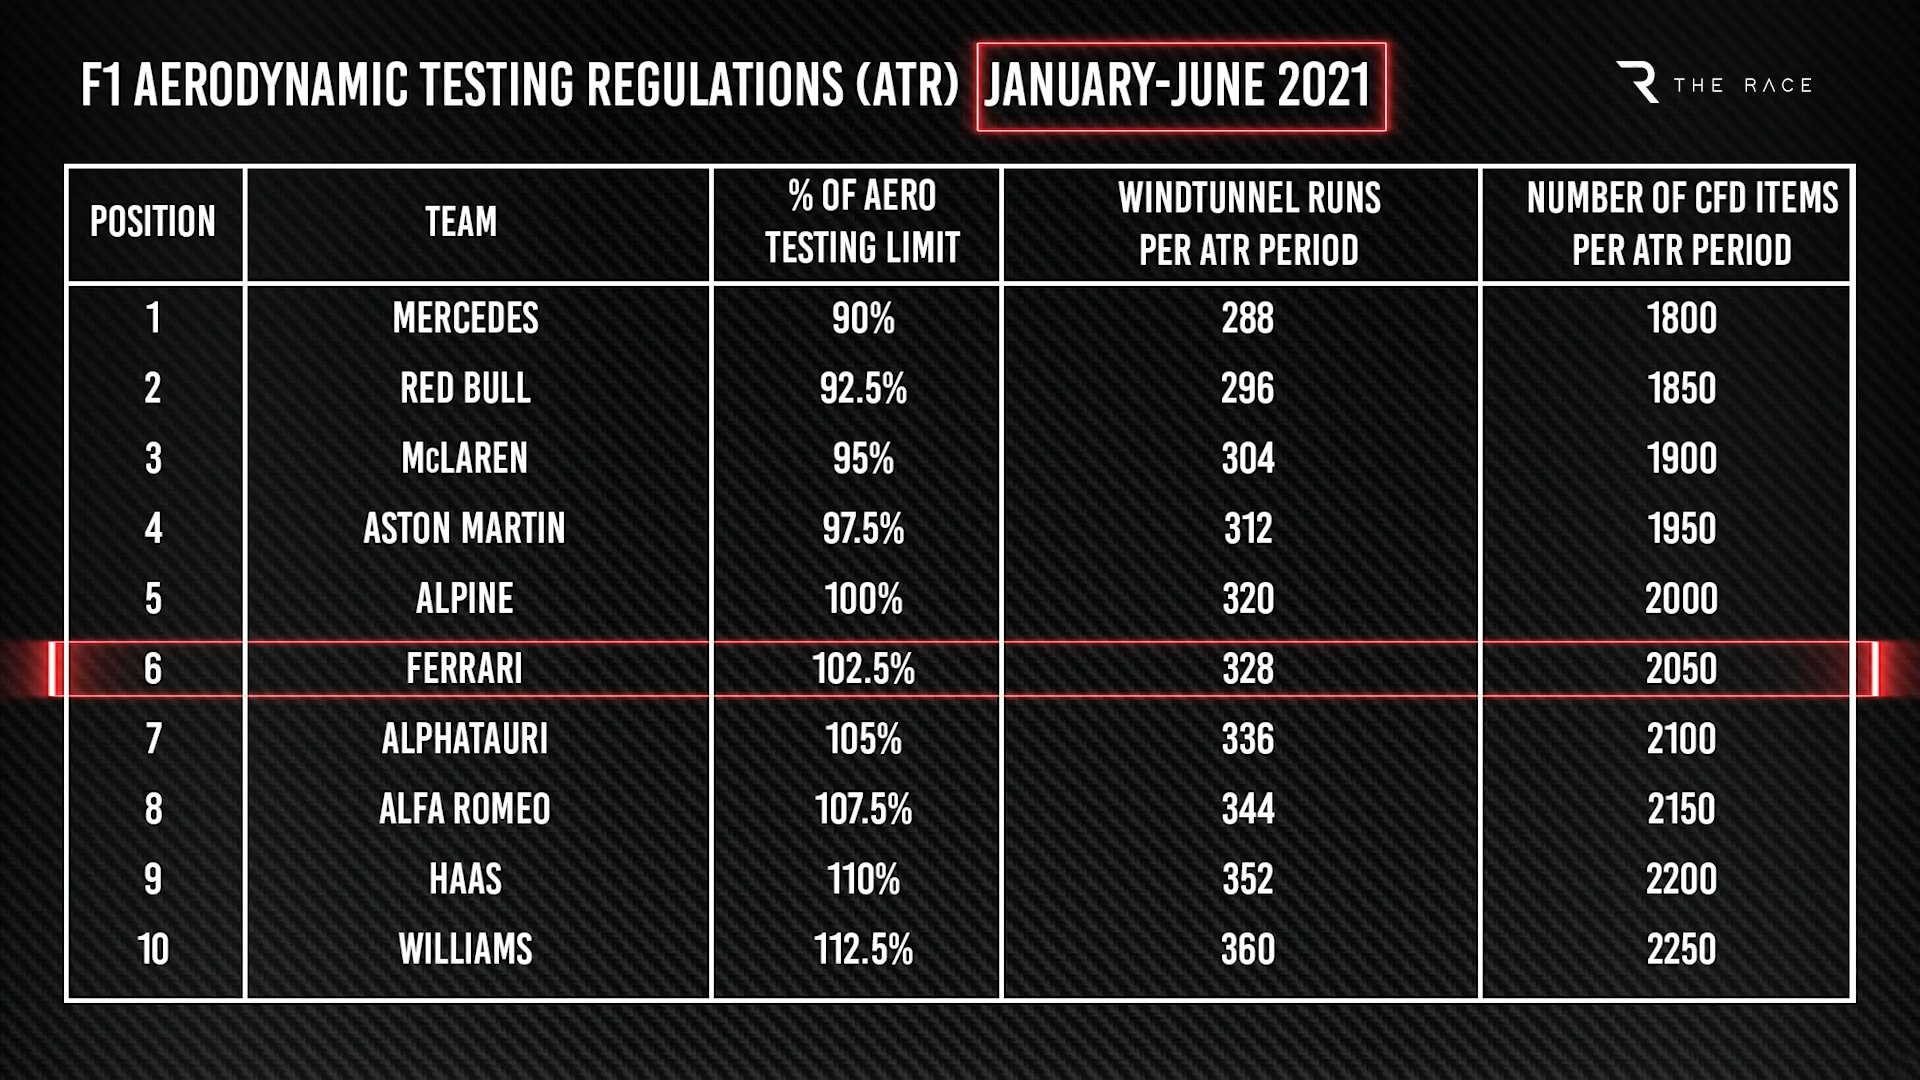 F1 AERODYNAMIC TESTING REGULATIONS (ATR) JANUARY-JUNE 2021
THE RACE
POSITION TEAM % OF AERO TESTING LIMIT WINDTUNNEL RUNS PER ATR PERIOD NUMBER OF CFD ITEMS PER ATR PERIOD
1 MERCEDES 90% 288 1800
2 RED BULL 92.5% 296 1850
3 McLAREN 95% 304 1900
4 ASTON MARTIN 97.5% 312 1950
5 ALPINE 100% 320 2000
6 FERRARI 102.5% 328 2050
7 ALPHATAURI 105% 336 2100
8 ALFA ROMEO 107.5% 344 2150
9 HAAS 110% 352 2200
10 WILLIAMS 112.5% 360 2250